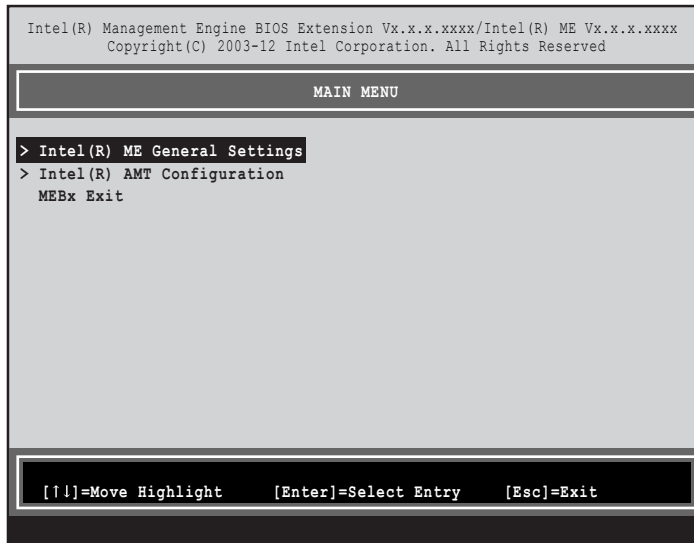 Intel(R) Management Engine BIOS Extension Vx.x.x.xxxx/Intel(R) ME Vx.x.x.xxxx
Copyright(C) 2003-12 Intel Corporation. All Rights Reserved
MAIN MENU
> Intel(R) ME General Settings
> Intel(R) AMT Configuration
MEBx Exit
[↑↓]=Move Highlight [Enter]=Select Entry [Esc]=Exit